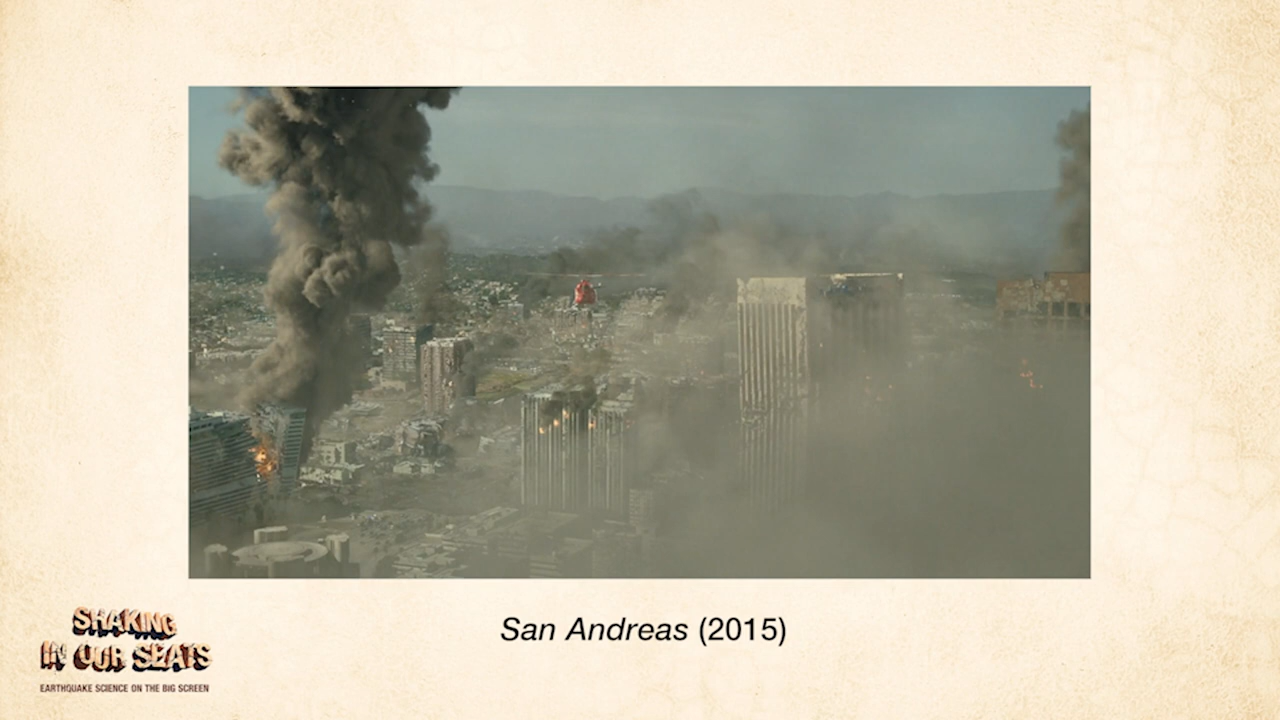 San Andreas (2015)
SHAKING
IN OUR SEATS
EARTHQUAKE SCIENCE ON THE BIG SCREEN